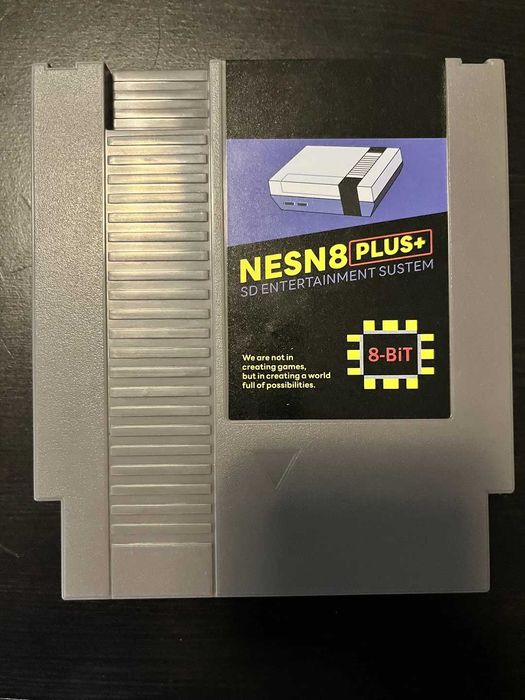 NESN8 PLUS+
SD ENTERTAINMENT SUSTEM
8-BiT
We are not in
creating games,
but in creating a world
full of possibilities.